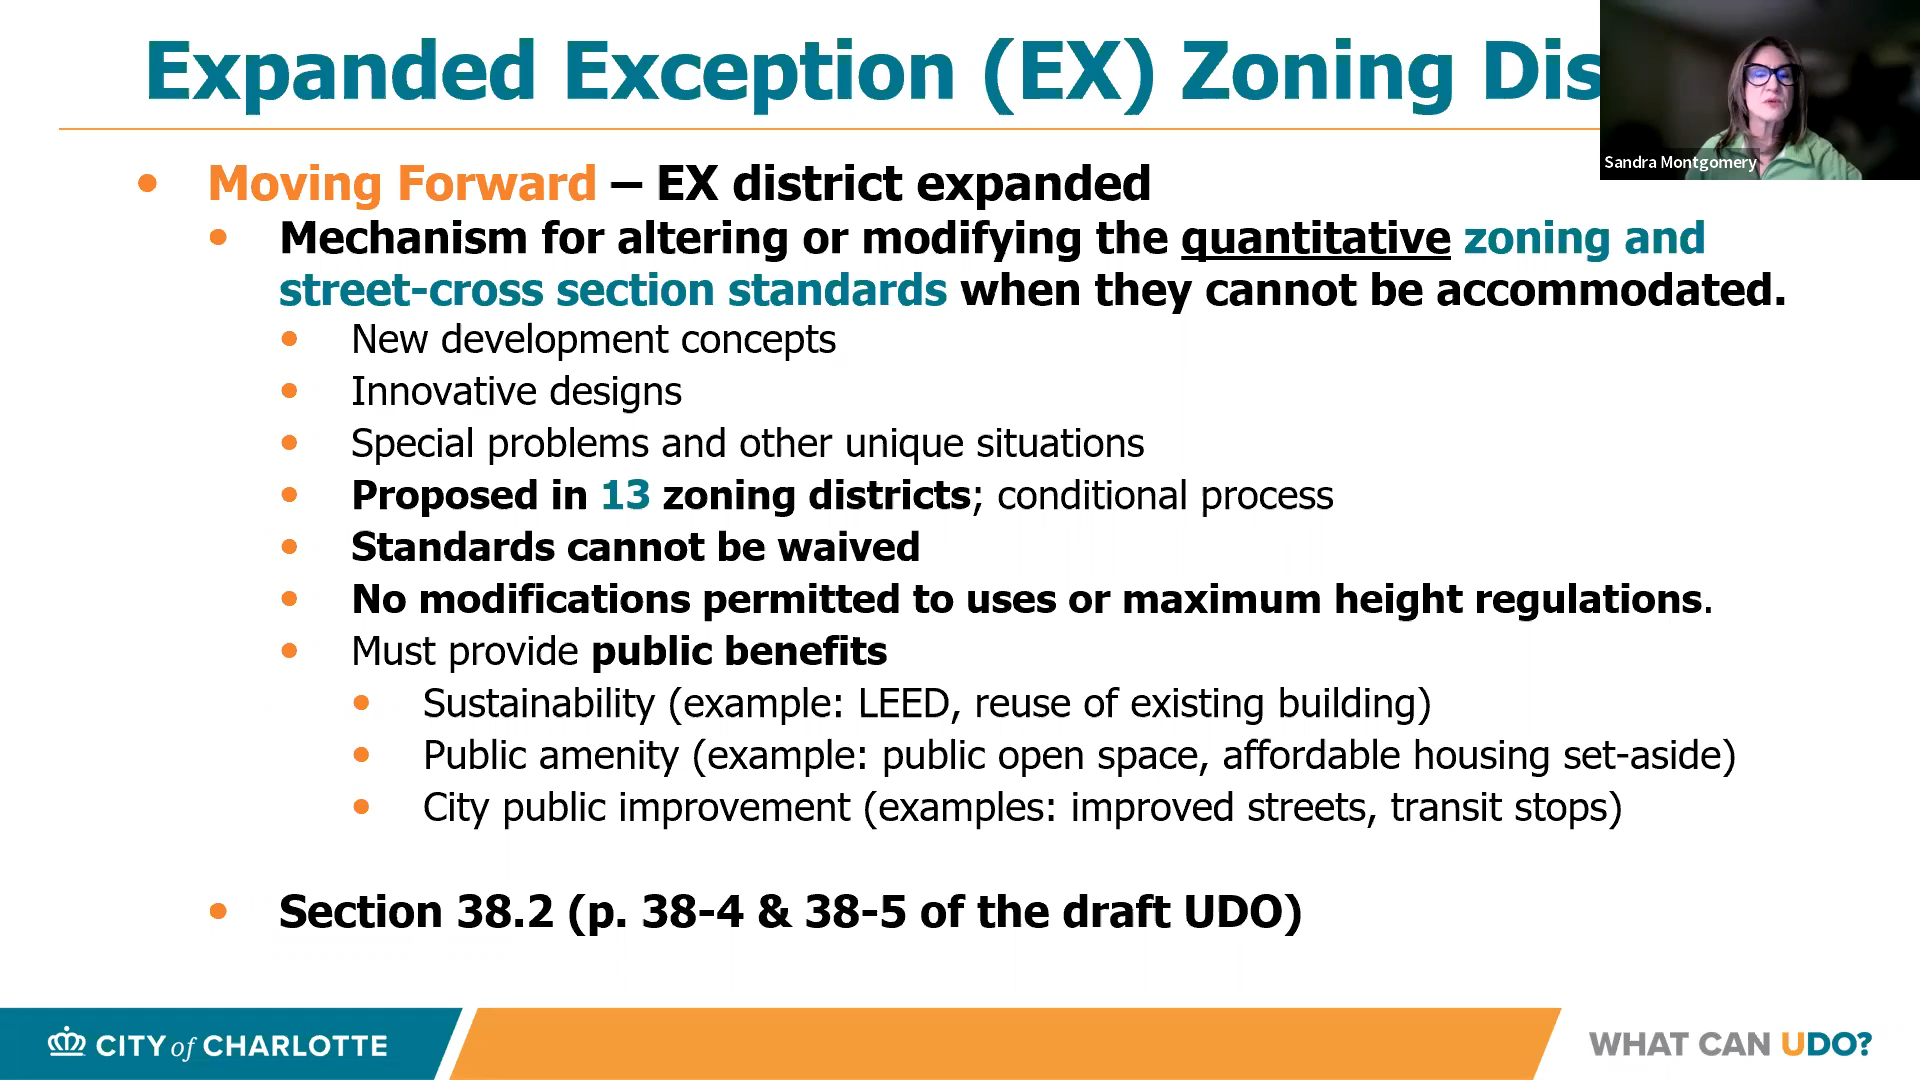 Expanded Exception (EX) Zoning Dis
Sandra Montgomery
• Moving Forward – EX district expanded
• Mechanism for altering or modifying the quantitative zoning and
street-cross section standards when they cannot be accommodated.
• New development concepts
• Innovative designs
• Special problems and other unique situations
• Proposed in 13 zoning districts; conditional process
• Standards cannot be waived
• No modifications permitted to uses or maximum height regulations.
• Must provide public benefits
• Sustainability (example: LEED, reuse of existing building)
• Public amenity (example: public open space, affordable housing set-aside)
• City public improvement (examples: improved streets, transit stops)
• Section 38.2 (p. 38-4 & 38-5 of the draft UDO)
CITY of CHARLOTTE
WHAT CAN UDO?